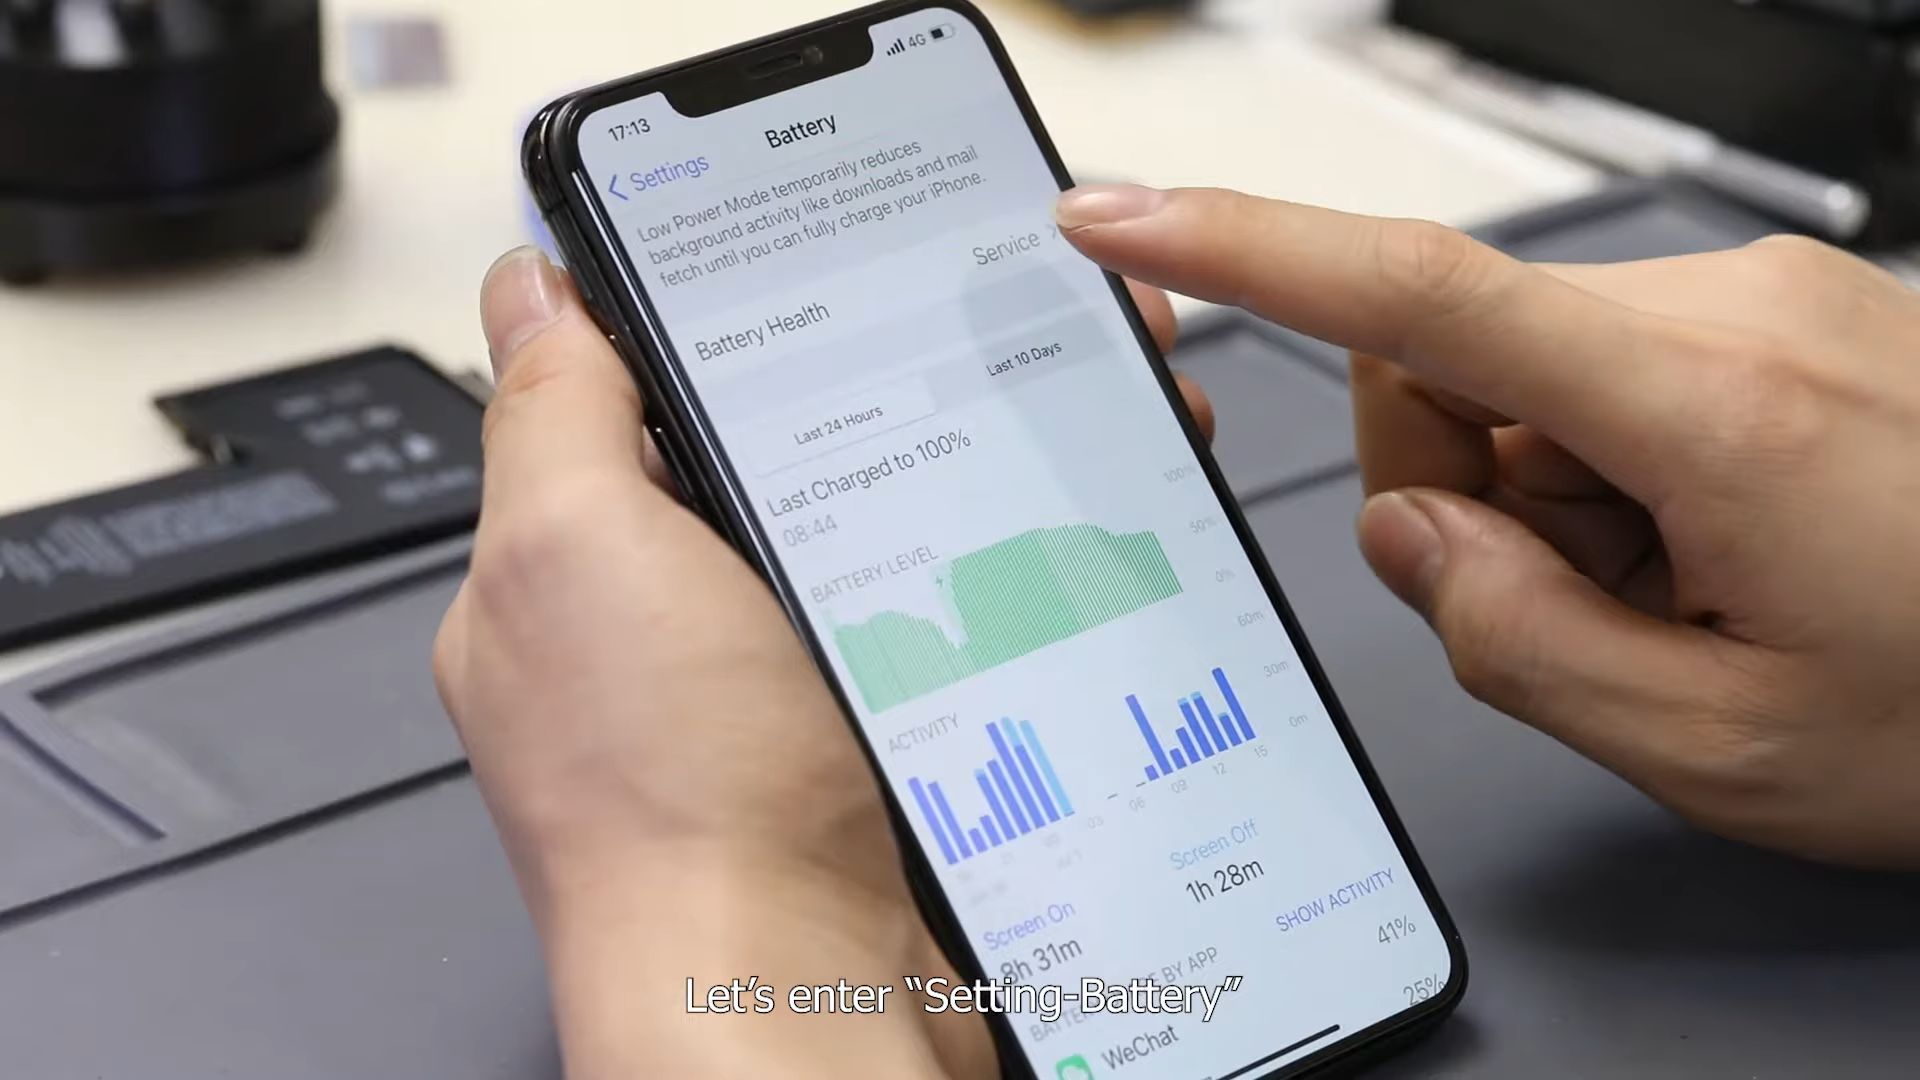 17:13
4G
Settings
Battery
Low Power Mode temporarily reduces
background activity like downloads and mail
fetch until you can fully charge your iPhone.
Battery Health
Service
Last 24 Hours
Last 10 Days
Last Charged to 100%
08:44
BATTERY LEVEL
100%
50%
0%
ACTIVITY
60m
30m
0m
03
06
09
12
15
Screen On
8h 31m
Screen Off
1h 28m
BY APP
SHOW ACTIVITY
WeChat
41%
25%
Let's enter “Setting-Battery”